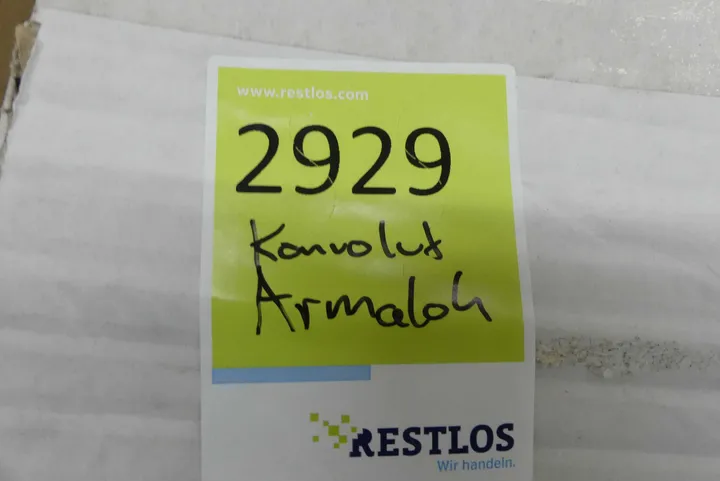 www.restlos.com
2929
Konvolut
Armaloh
RESTLOS
Wir handeln.